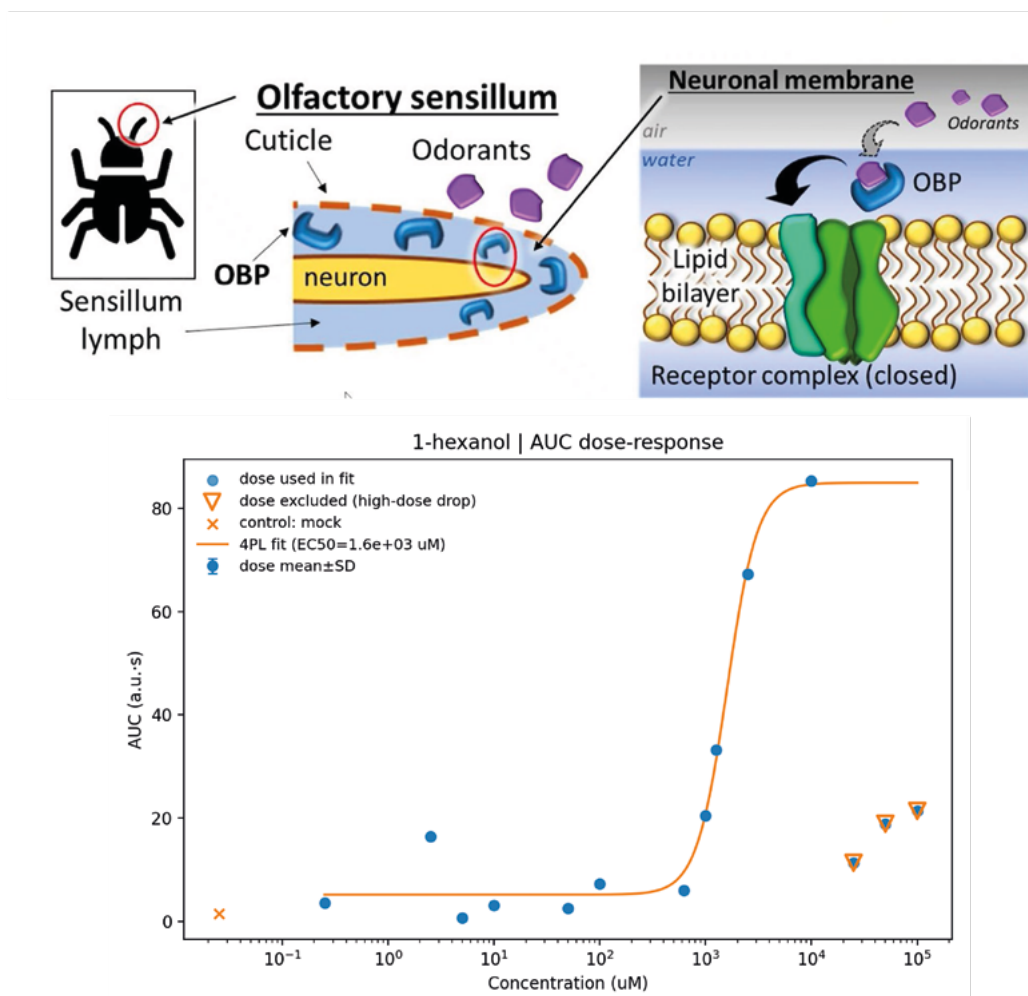 Olfactory sensillum
Cuticle
Odorants
OBP
neuron
Sensillum
lymph
Neuronal membrane
air
Odorants
water
OBP
Lipid
bilayer
Receptor complex (closed)
1-hexanol | AUC dose-response
dose used in fit
dose excluded (high-dose drop)
control: mock
4PL fit (EC50=1.6e+03 uM)
dose mean±SD
AUC (a.u.·s)
80
60
40
20
0
10⁻¹ 10⁰ 10¹ 10² 10³ 10⁴ 10⁵
Concentration (uM)